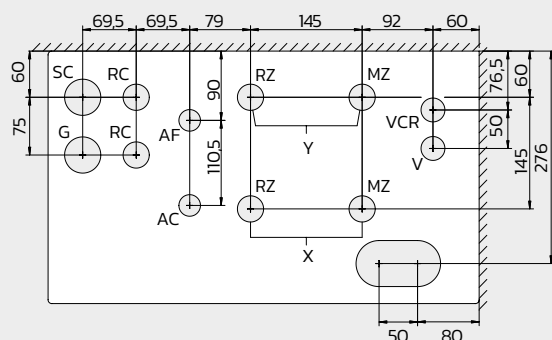 69,5 69,5 79 145 92 60
60 SC RC 90 RZ MZ 76,5 60
VCR
75 G RC AF Y 50
V
110,5 145 276
AC RZ MZ
X
50 80